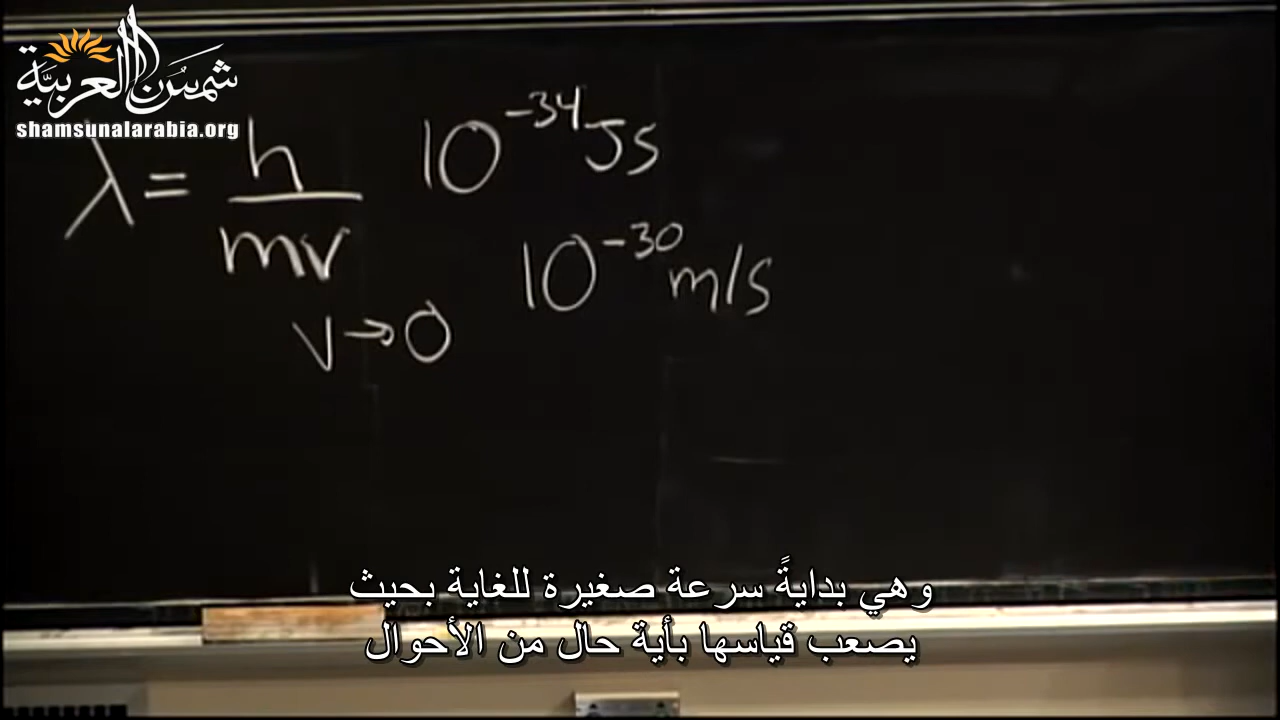 شمس العربية
shamsunalarabia.org
λ = h/mv 10^-34 Js
10^-30 m/s
v→0
وهي بدايةً سرعة صغيرة للغاية بحيث
يصعب قياسها بأية حال من الأحوال